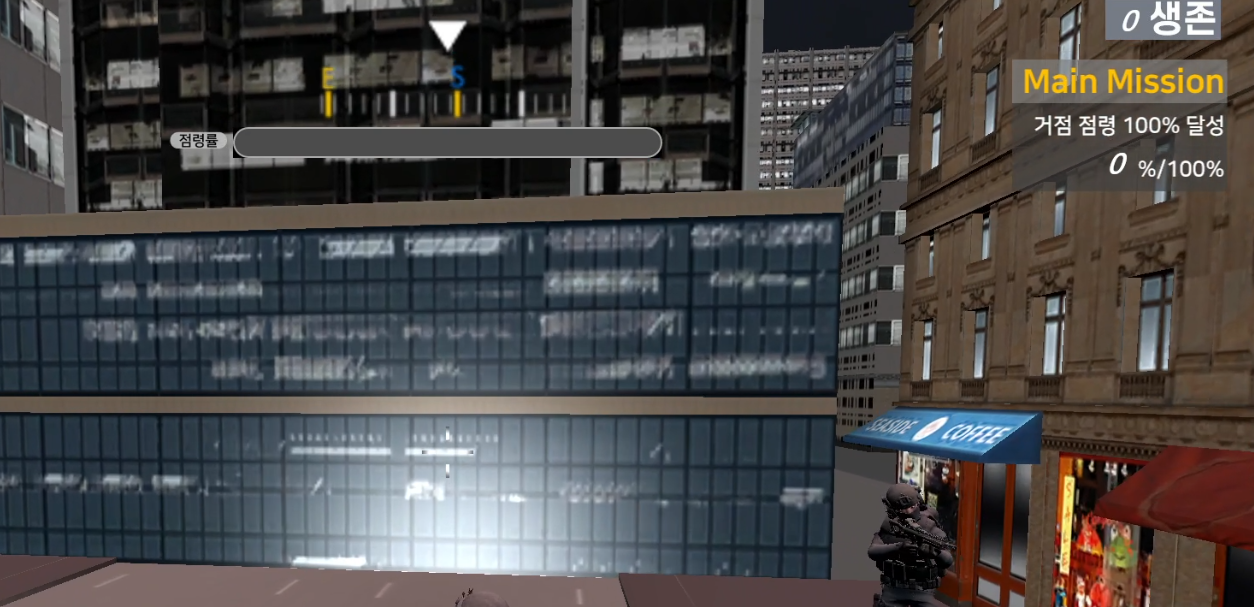 0 생존
Main Mission
거점 점령 100% 달성
0 %/100%
E
S
점령률
SEASIDE COFFEE